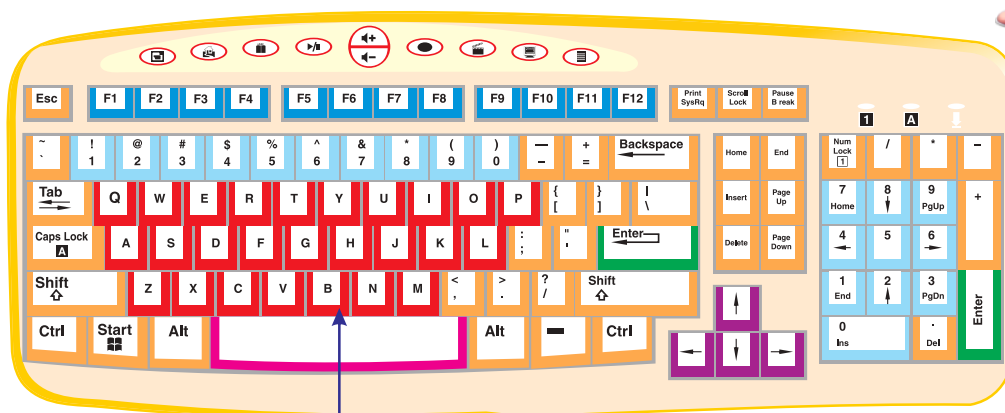 Esc F1 F2 F3 F4 F5 F6 F7 F8 F9 F10 F11 F12 Print SysRq Scroll Lock Pause B reak
1 A
~ ` ! 1 @ 2 # 3 $ 4 % 5 ^ 6 & 7 * 8 ( 9 ) 0 — – + = Backspace Home End Num Lock 1 / * –
Tab Q W E R T Y U I O P { [ } ] | \ Insert Page Up 7 Home 8 9 PgUp +
Caps Lock A A S D F G H J K L : ; " ' Enter Delete Page Down 4 5 6
Shift Z X C V B N M < , > . ? / Shift 1 End 2 3 PgDn Enter
Ctrl Start Alt Alt Ctrl 0 Ins . Del